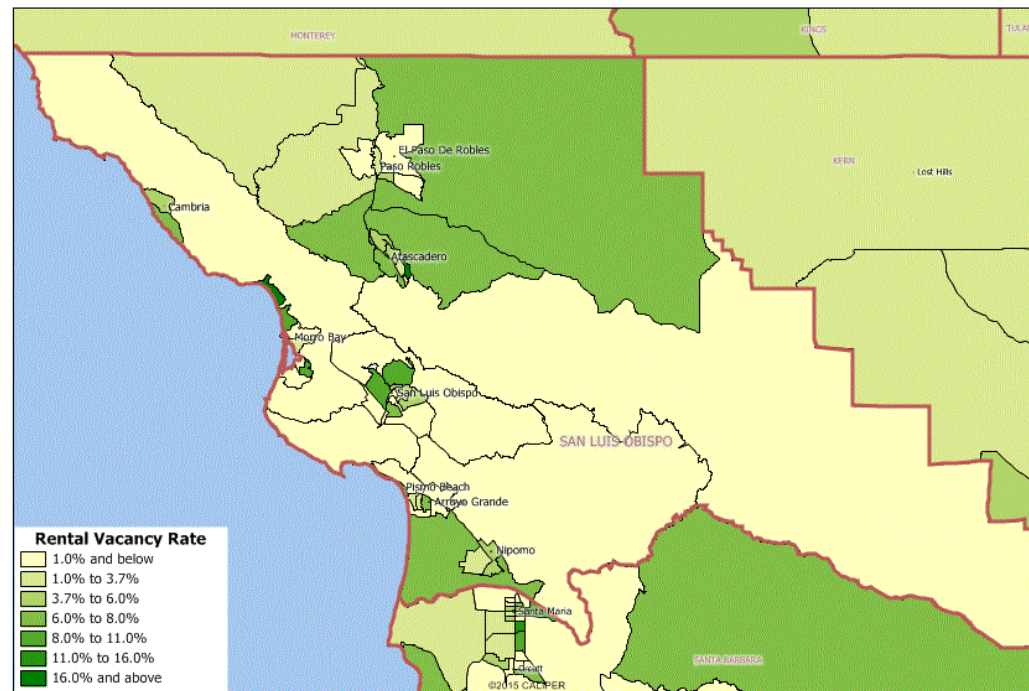 MONTEREY
KINGS
TULA
El Paso De Robles
Paso Robles
KERN
Lost Hills
Cambria
Atascadero
Morro Bay
San Luis Obispo
SAN LUIS OBISPO
Pismo Beach
Arroyo Grande
Nipomo
Santa Maria
SANTA BARBARA
Orcutt
©2015 CALIPER
Rental Vacancy Rate
1.0% and below
1.0% to 3.7%
3.7% to 6.0%
6.0% to 8.0%
8.0% to 11.0%
11.0% to 16.0%
16.0% and above